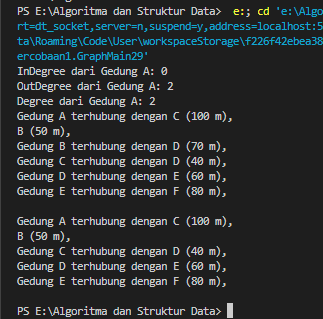 PS E:\Algoritma dan Struktur Data>  e:; cd 'e:\Algo
rt=dt_socket,server=n,suspend=y,address=localhost:5
ta\Roaming\Code\User\workspaceStorage\f226f42ebea38
ercobaan1.GraphMain29'
InDegree dari Gedung A: 0
OutDegree dari Gedung A: 2
Degree dari Gedung A: 2
Gedung A terhubung dengan C (100 m),
B (50 m),
Gedung B terhubung dengan D (70 m),
Gedung C terhubung dengan D (40 m),
Gedung D terhubung dengan E (60 m),
Gedung E terhubung dengan F (80 m),
Gedung A terhubung dengan C (100 m),
B (50 m),
Gedung C terhubung dengan D (40 m),
Gedung D terhubung dengan E (60 m),
Gedung E terhubung dengan F (80 m),
PS E:\Algoritma dan Struktur Data>